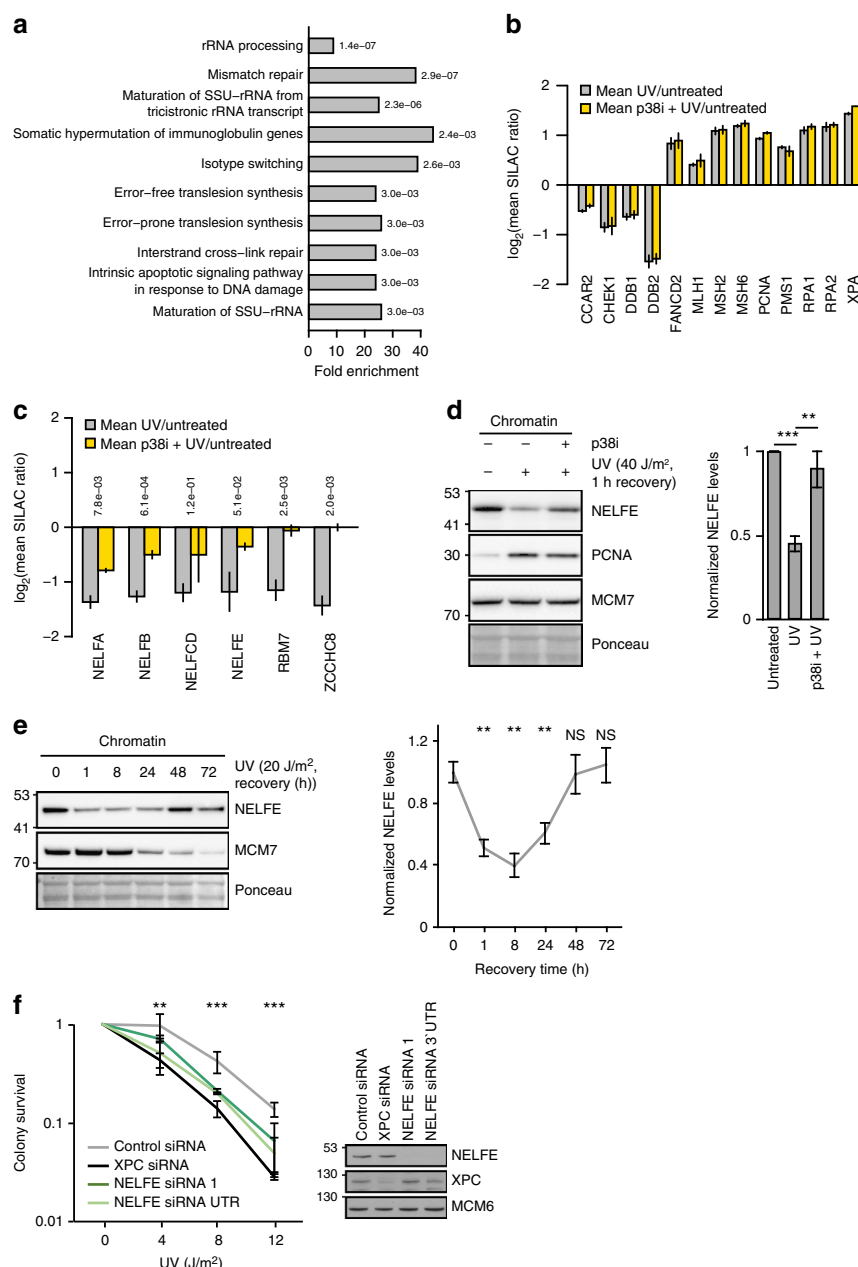 a
rRNA processing
1.4e−07
Mismatch repair
2.9e−07
Maturation of SSU−rRNA from
tricistronic rRNA transcript
2.3e−06
Somatic hypermutation of immunoglobulin genes
2.4e−03
Isotype switching
2.6e−03
Error−free translesion synthesis
3.0e−03
Error−prone translesion synthesis
3.0e−03
Interstrand cross−link repair
3.0e−03
Intrinsic apoptotic signaling pathway
in response to DNA damage
3.0e−03
Maturation of SSU−rRNA
3.0e−03
0 10 20 30 40
Fold enrichment
b
Mean UV/untreated
Mean p38i + UV/untreated
log2(mean SILAC ratio)
2
1
0
−1
−2
CCAR2
CHEK1
DDB1
DDB2
FANCD2
MLH1
MSH2
MSH6
PCNA
PMS1
RPA1
RPA2
XPA
c
Mean UV/untreated
Mean p38i + UV/untreated
log2(mean SILAC ratio)
2
1
0
−1
−2
7.8e−03
6.1e−04
1.2e−01
5.1e−02
2.5e−03
2.0e−03
NELFA
NELFB
NELFCD
NELFE
RBM7
ZCCHC8
d
Chromatin
− − + p38i
− + + UV (40 J/m², 1 h recovery)
53
41
NELFE
30
PCNA
70
MCM7
Ponceau
*** **
Normalized NELFE levels
1
0.5
0
Untreated
UV
p38i + UV
e
Chromatin
0 1 8 24 48 72
UV (20 J/m², recovery (h))
53
41
NELFE
70
MCM7
Ponceau
Normalized NELFE levels
1.2
0.8
0.4
0
** ** ** NS NS
0 1 8 24 48 72
Recovery time (h)
f
** *** ***
Colony survival
1
0.1
0.01
Control siRNA
XPC siRNA
NELFE siRNA 1
NELFE siRNA UTR
0 4 8 12
UV (J/m²)
Control siRNA
XPC siRNA
NELFE siRNA 1
NELFE siRNA 3`UTR
53
NELFE
130
XPC
130
MCM6